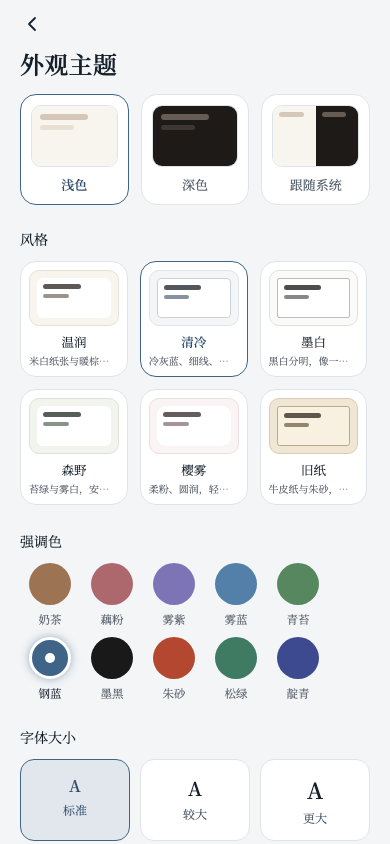 外观主题
浅色
深色
跟随系统
风格
温润
米白纸张与暖棕…
清冷
冷灰蓝、细线、…
墨白
黑白分明，像一…
森野
苔绿与雾白，安…
樱雾
柔粉、圆润，轻…
旧纸
牛皮纸与朱砂，…
强调色
奶茶
藕粉
雾紫
雾蓝
青苔
钢蓝
墨黑
朱砂
松绿
靛青
字体大小
A
标准
A
较大
A
更大